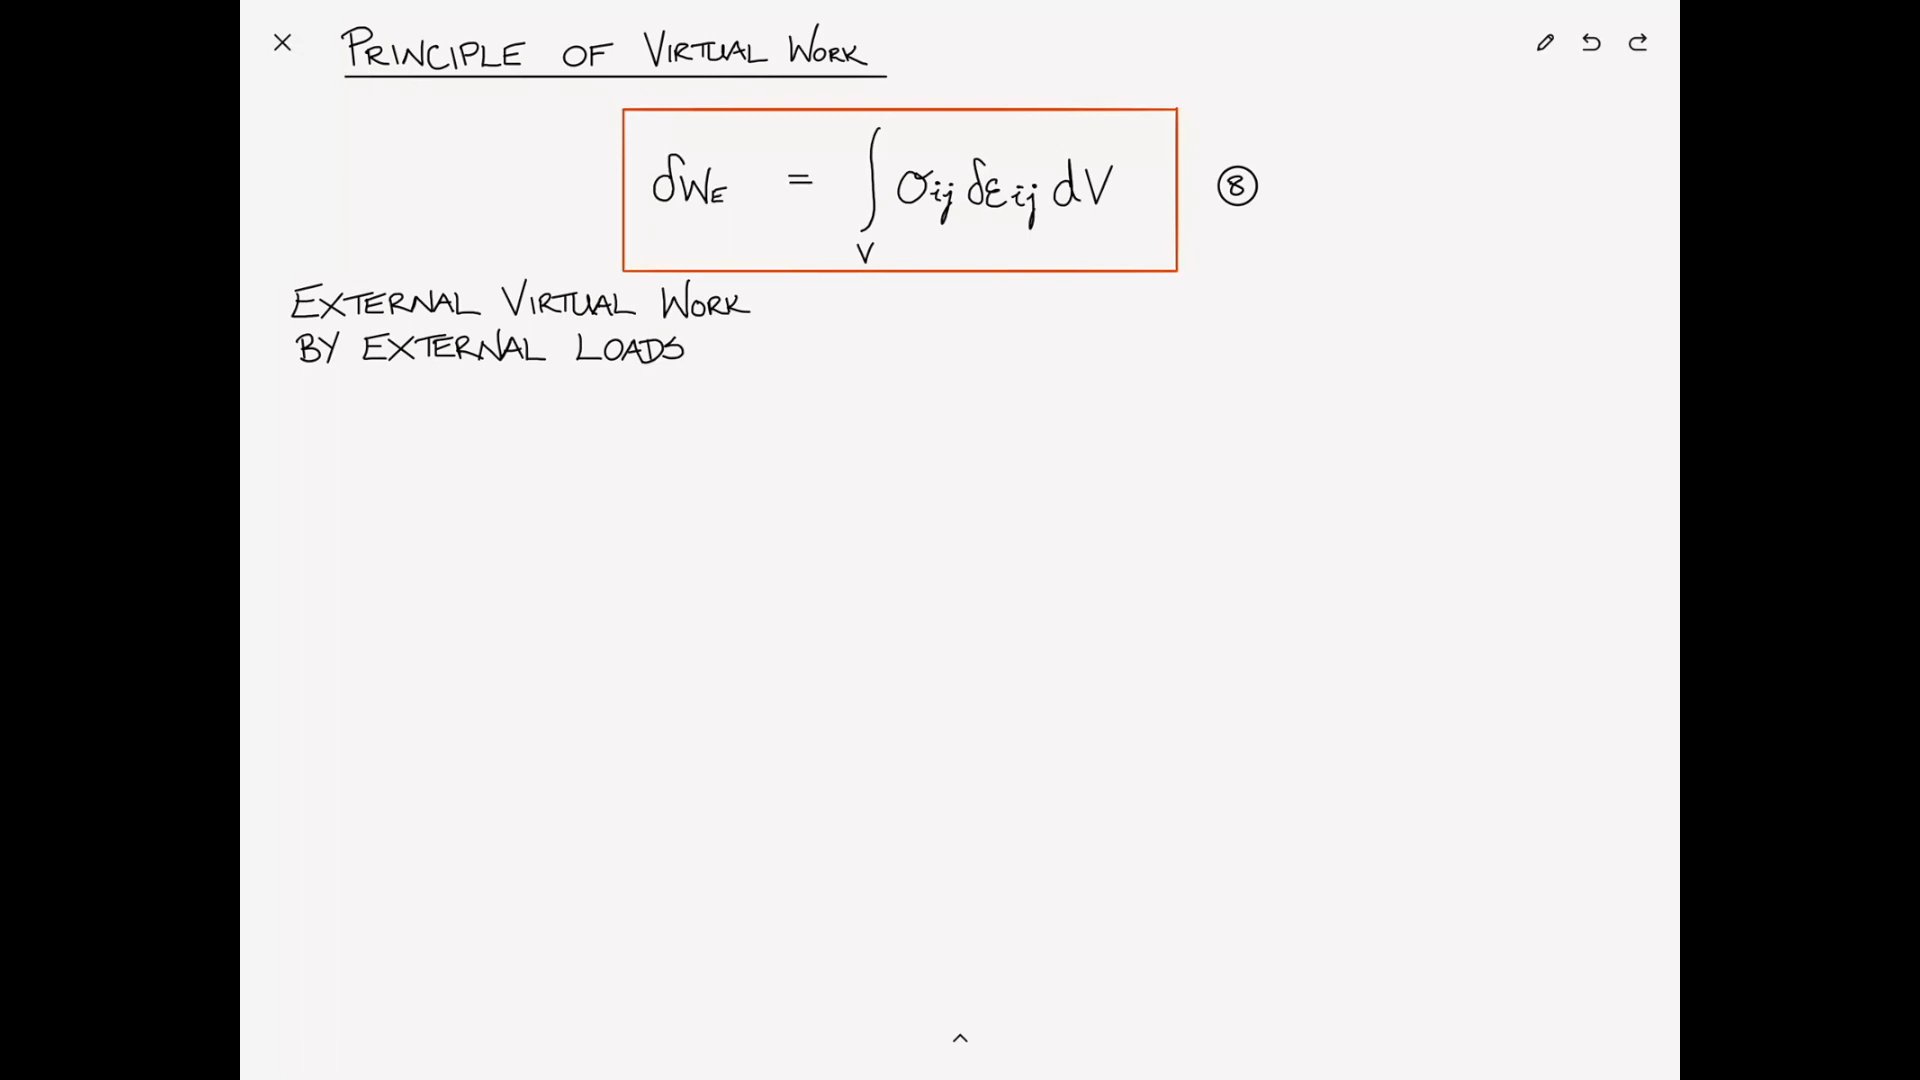 PRINCIPLE OF VIRTUAL WORK
δW_E = ∫_V σ_ij δε_ij dV ⑧
EXTERNAL VIRTUAL WORK
BY EXTERNAL LOADS